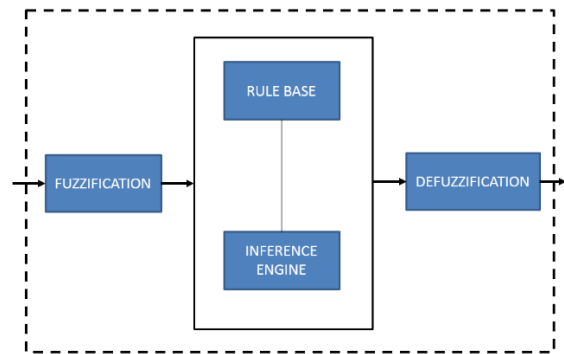 RULE BASE
FUZZIFICATION
DEFUZZIFICATION
INFERENCE
ENGINE